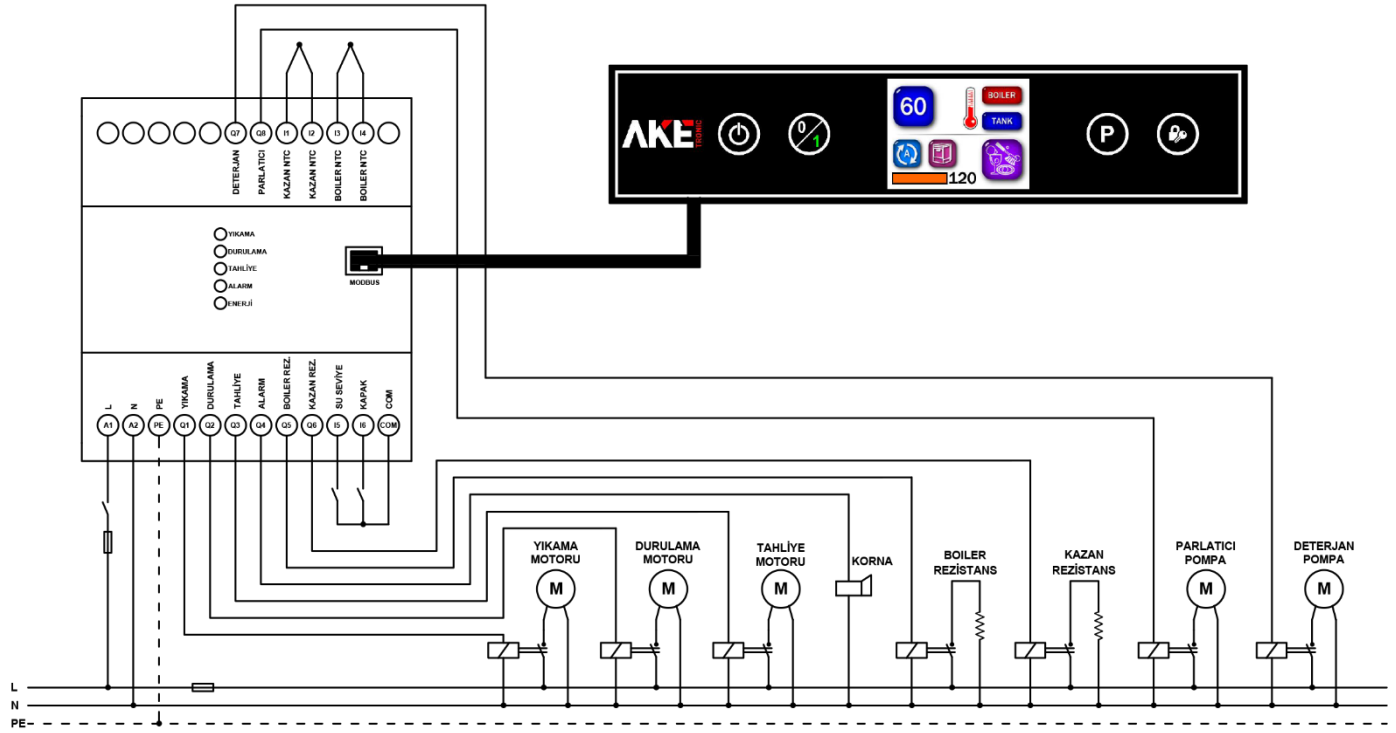 Q7
Q8
I1
I2
I3
I4
DETERJAN
PARLATICI
KAZAN NTC
KAZAN NTC
BOILER NTC
BOILER NTC
YIKAMA
DURULAMA
TAHLİYE
ALARM
ENERJİ
MODBUS
AKE
TRONIC
0
1
60
BOILER
TANK
A
120
P
L
N
PE
YIKAMA
DURULAMA
TAHLİYE
ALARM
BOILER REZ.
KAZAN REZ.
SU SEVİYE
KAPAK
COM
A1
A2
PE
Q1
Q2
Q3
Q4
Q5
Q6
I5
I6
COM
YIKAMA
MOTORU
M
DURULAMA
MOTORU
M
TAHLİYE
MOTORU
M
KORNA
BOILER
REZİSTANS
KAZAN
REZİSTANS
PARLATICI
POMPA
M
DETERJAN
POMPA
M
L
N
PE